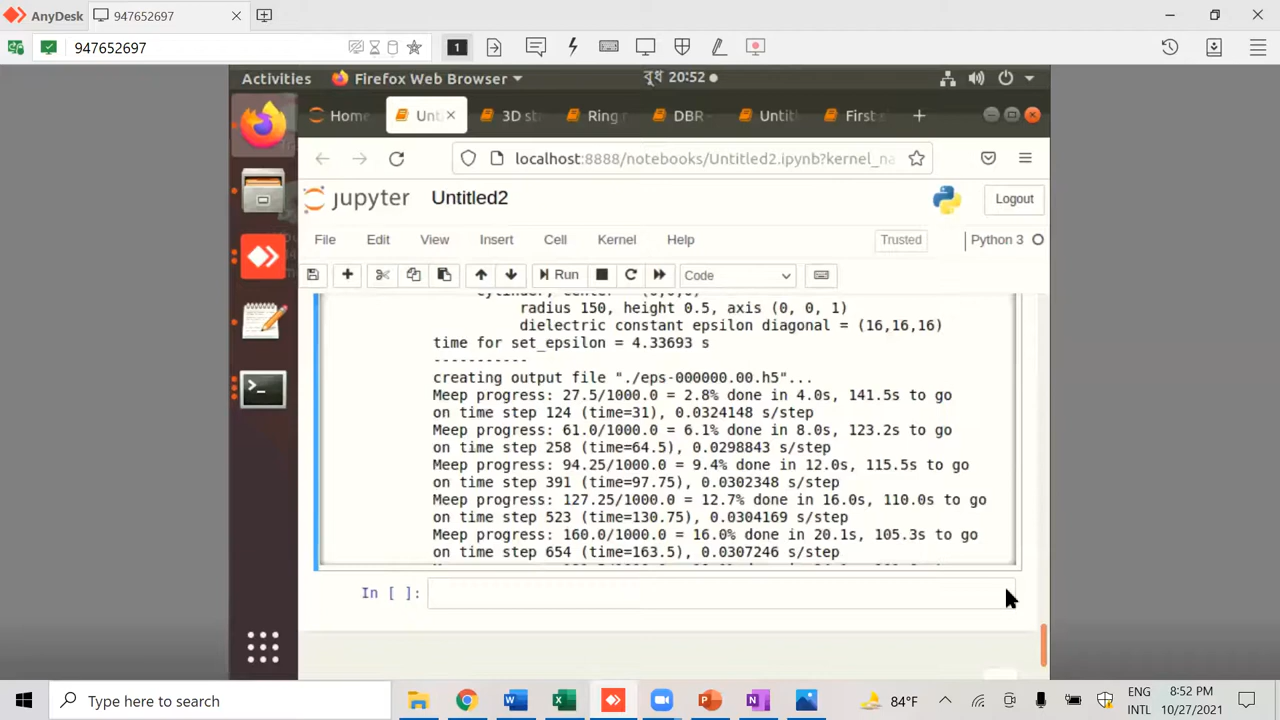 AnyDesk 947652697
947652697
1
Activities Firefox Web Browser বুধ 20:52
Home Unt 3D st Ring r DBR Unti First s
localhost:8888/notebooks/Untitled2.ipynb?kernel_na
jupyter Untitled2 Logout
File Edit View Insert Cell Kernel Help Trusted Python 3
Run Code
radius 150, height 0.5, axis (0, 0, 1)
dielectric constant epsilon diagonal = (16,16,16)
time for set_epsilon = 4.33693 s
-----------
creating output file "./eps-000000.00.h5"...
Meep progress: 27.5/1000.0 = 2.8% done in 4.0s, 141.5s to go
on time step 124 (time=31), 0.0324148 s/step
Meep progress: 61.0/1000.0 = 6.1% done in 8.0s, 123.2s to go
on time step 258 (time=64.5), 0.0298843 s/step
Meep progress: 94.25/1000.0 = 9.4% done in 12.0s, 115.5s to go
on time step 391 (time=97.75), 0.0302348 s/step
Meep progress: 127.25/1000.0 = 12.7% done in 16.0s, 110.0s to go
on time step 523 (time=130.75), 0.0304169 s/step
Meep progress: 160.0/1000.0 = 16.0% done in 20.1s, 105.3s to go
on time step 654 (time=163.5), 0.0307246 s/step
In [ ]:
Type here to search 84°F ENG INTL 8:52 PM 10/27/2021